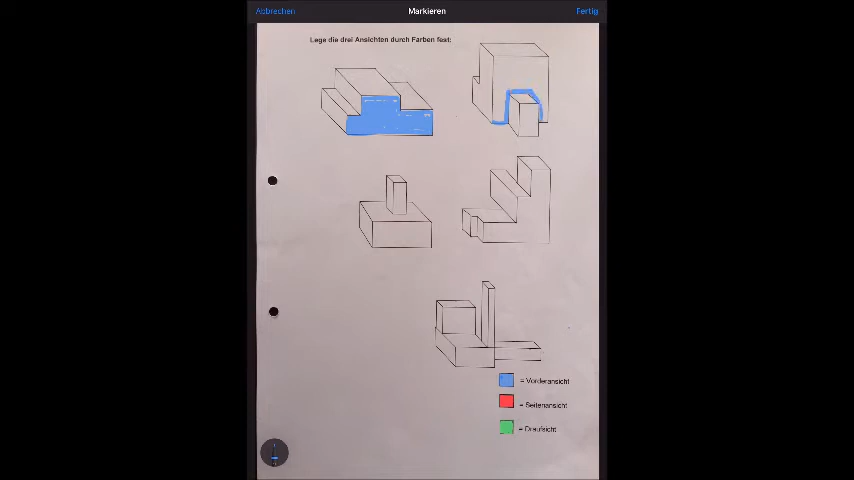 Abbrechen
Markieren
Fertig
Lege die drei Ansichten durch Farben fest:
= Vorderansicht
= Seitenansicht
= Draufsicht